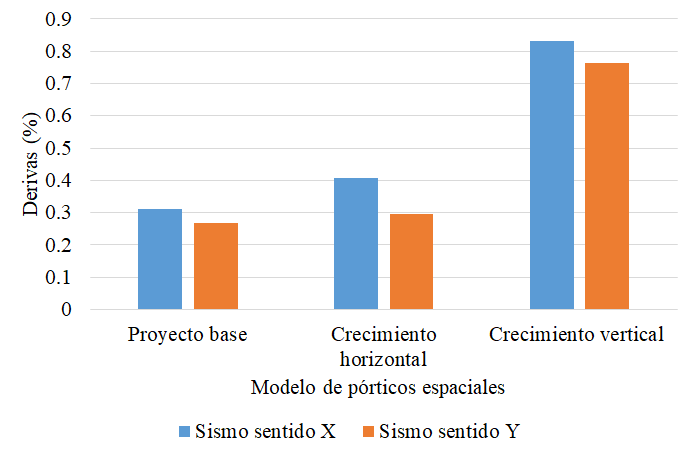 0.9
0.8
0.7
0.6
0.5
0.4
0.3
0.2
0.1
0
Derivas (%)
Proyecto base
Crecimiento
horizontal
Crecimiento vertical
Modelo de pórticos espaciales
Sismo sentido X
Sismo sentido Y